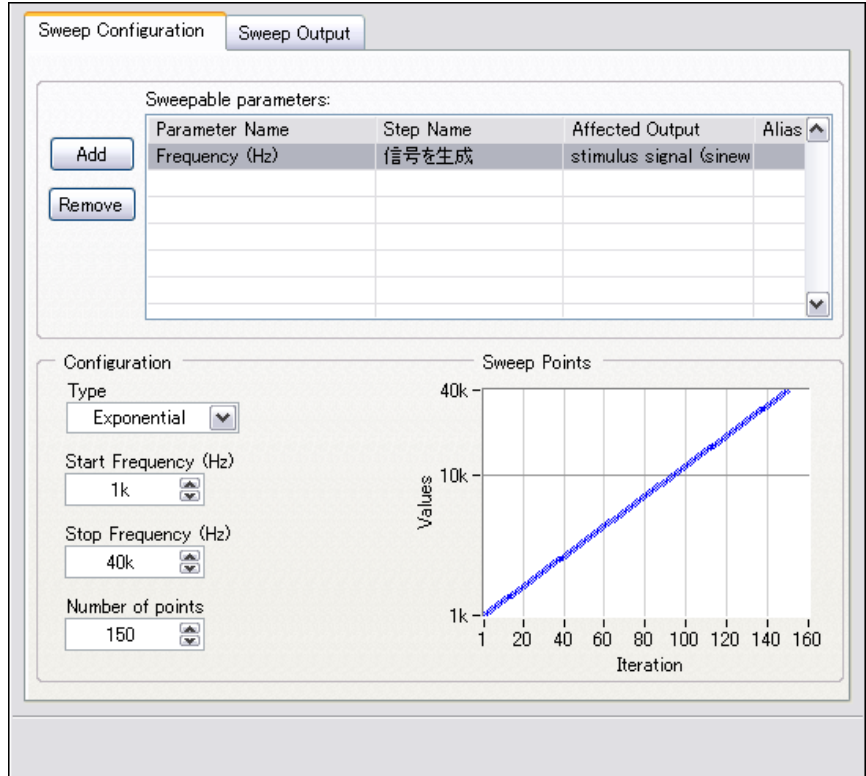 Sweep Configuration Sweep Output
Sweepable parameters:
Parameter Name Step Name Affected Output Alias
Add
Frequency (Hz) 信号を生成 stimulus signal (sinew
Remove
Configuration
Type
Exponential
Start Frequency (Hz)
1k
Stop Frequency (Hz)
40k
Number of points
150
Sweep Points
40k
10k
1k
Values
1 20 40 60 80 100 120 140 160
Iteration